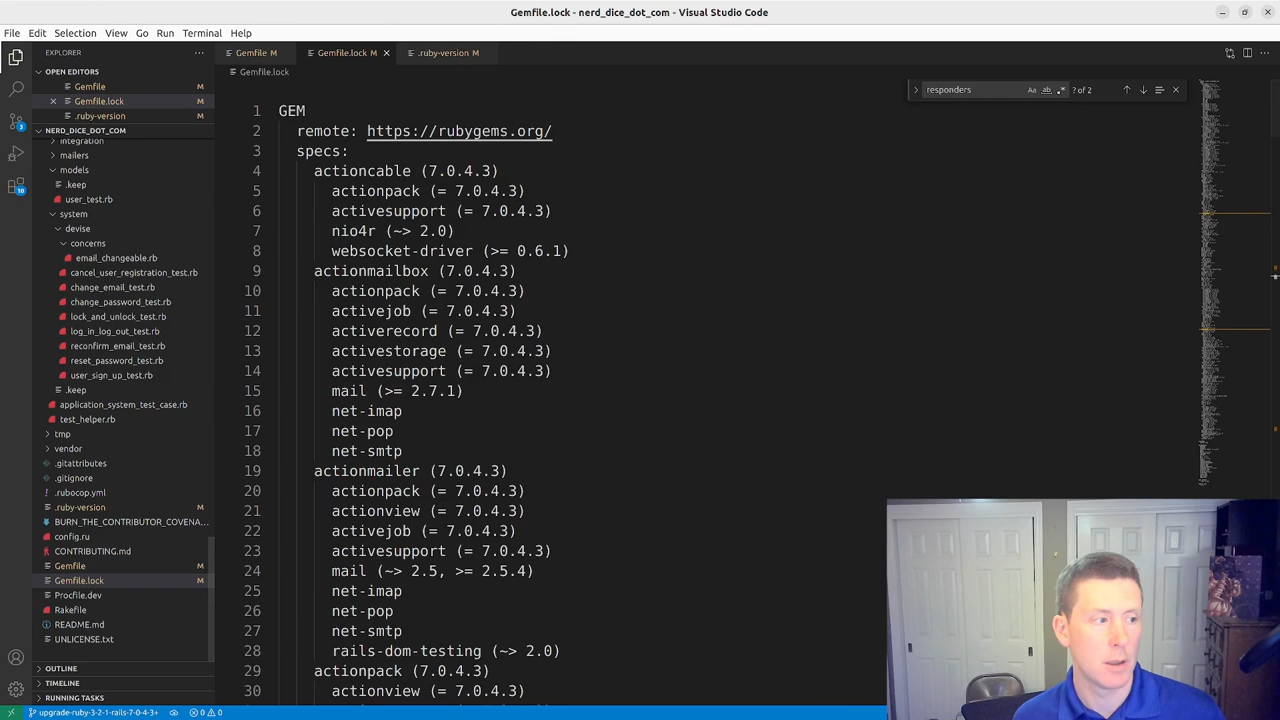 Gemfile.lock - nerd_dice_dot_com - Visual Studio Code
File Edit Selection View Go Run Terminal Help
EXPLORER
Gemfile M
Gemfile.lock M
.ruby-version M
OPEN EDITORS
Gemfile
Gemfile.lock
.ruby-version
NERD_DICE_DOT_COM
integration
mailers
models
.keep
user_test.rb
system
devise
concerns
email_changeable.rb
cancel_user_registration_test.rb
change_email_test.rb
change_password_test.rb
lock_and_unlock_test.rb
log_in_log_out_test.rb
reconfirm_email_test.rb
reset_password_test.rb
user_sign_up_test.rb
.keep
application_system_test_case.rb
test_helper.rb
tmp
vendor
.gitattributes
.gitignore
.rubocop.yml
.ruby-version M
BURN_THE_CONTRIBUTOR_COVENA...
config.ru
CONTRIBUTING.md
Gemfile M
Gemfile.lock M
Procfile.dev
Rakefile
README.md
UNLICENSE.txt
OUTLINE
TIMELINE
RUNNING TASKS
3
10
Gemfile.lock
responders
Aa ab ? of 2
1 GEM
2 remote: https://rubygems.org/
3 specs:
4 actioncable (7.0.4.3)
5 actionpack (= 7.0.4.3)
6 activesupport (= 7.0.4.3)
7 nio4r (~> 2.0)
8 websocket-driver (>= 0.6.1)
9 actionmailbox (7.0.4.3)
10 actionpack (= 7.0.4.3)
11 activejob (= 7.0.4.3)
12 activerecord (= 7.0.4.3)
13 activestorage (= 7.0.4.3)
14 activesupport (= 7.0.4.3)
15 mail (>= 2.7.1)
16 net-imap
17 net-pop
18 net-smtp
19 actionmailer (7.0.4.3)
20 actionpack (= 7.0.4.3)
21 actionview (= 7.0.4.3)
22 activejob (= 7.0.4.3)
23 activesupport (= 7.0.4.3)
24 mail (~> 2.5, >= 2.5.4)
25 net-imap
26 net-pop
27 net-smtp
28 rails-dom-testing (~> 2.0)
29 actionpack (7.0.4.3)
30 actionview (= 7.0.4.3)
upgrade-ruby-3-2-1-rails-7-0-4-3+ 0 0